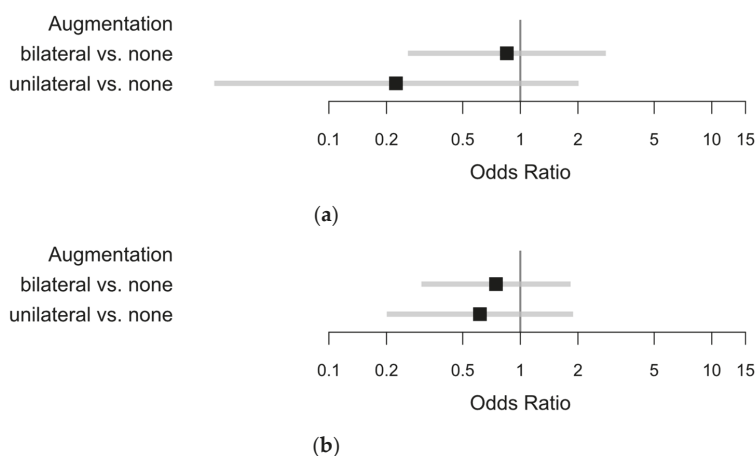 Augmentation
bilateral vs. none
unilateral vs. none
0.1 0.2 0.5 1 2 5 10 15
Odds Ratio
(a)
Augmentation
bilateral vs. none
unilateral vs. none
0.1 0.2 0.5 1 2 5 10 15
Odds Ratio
(b)